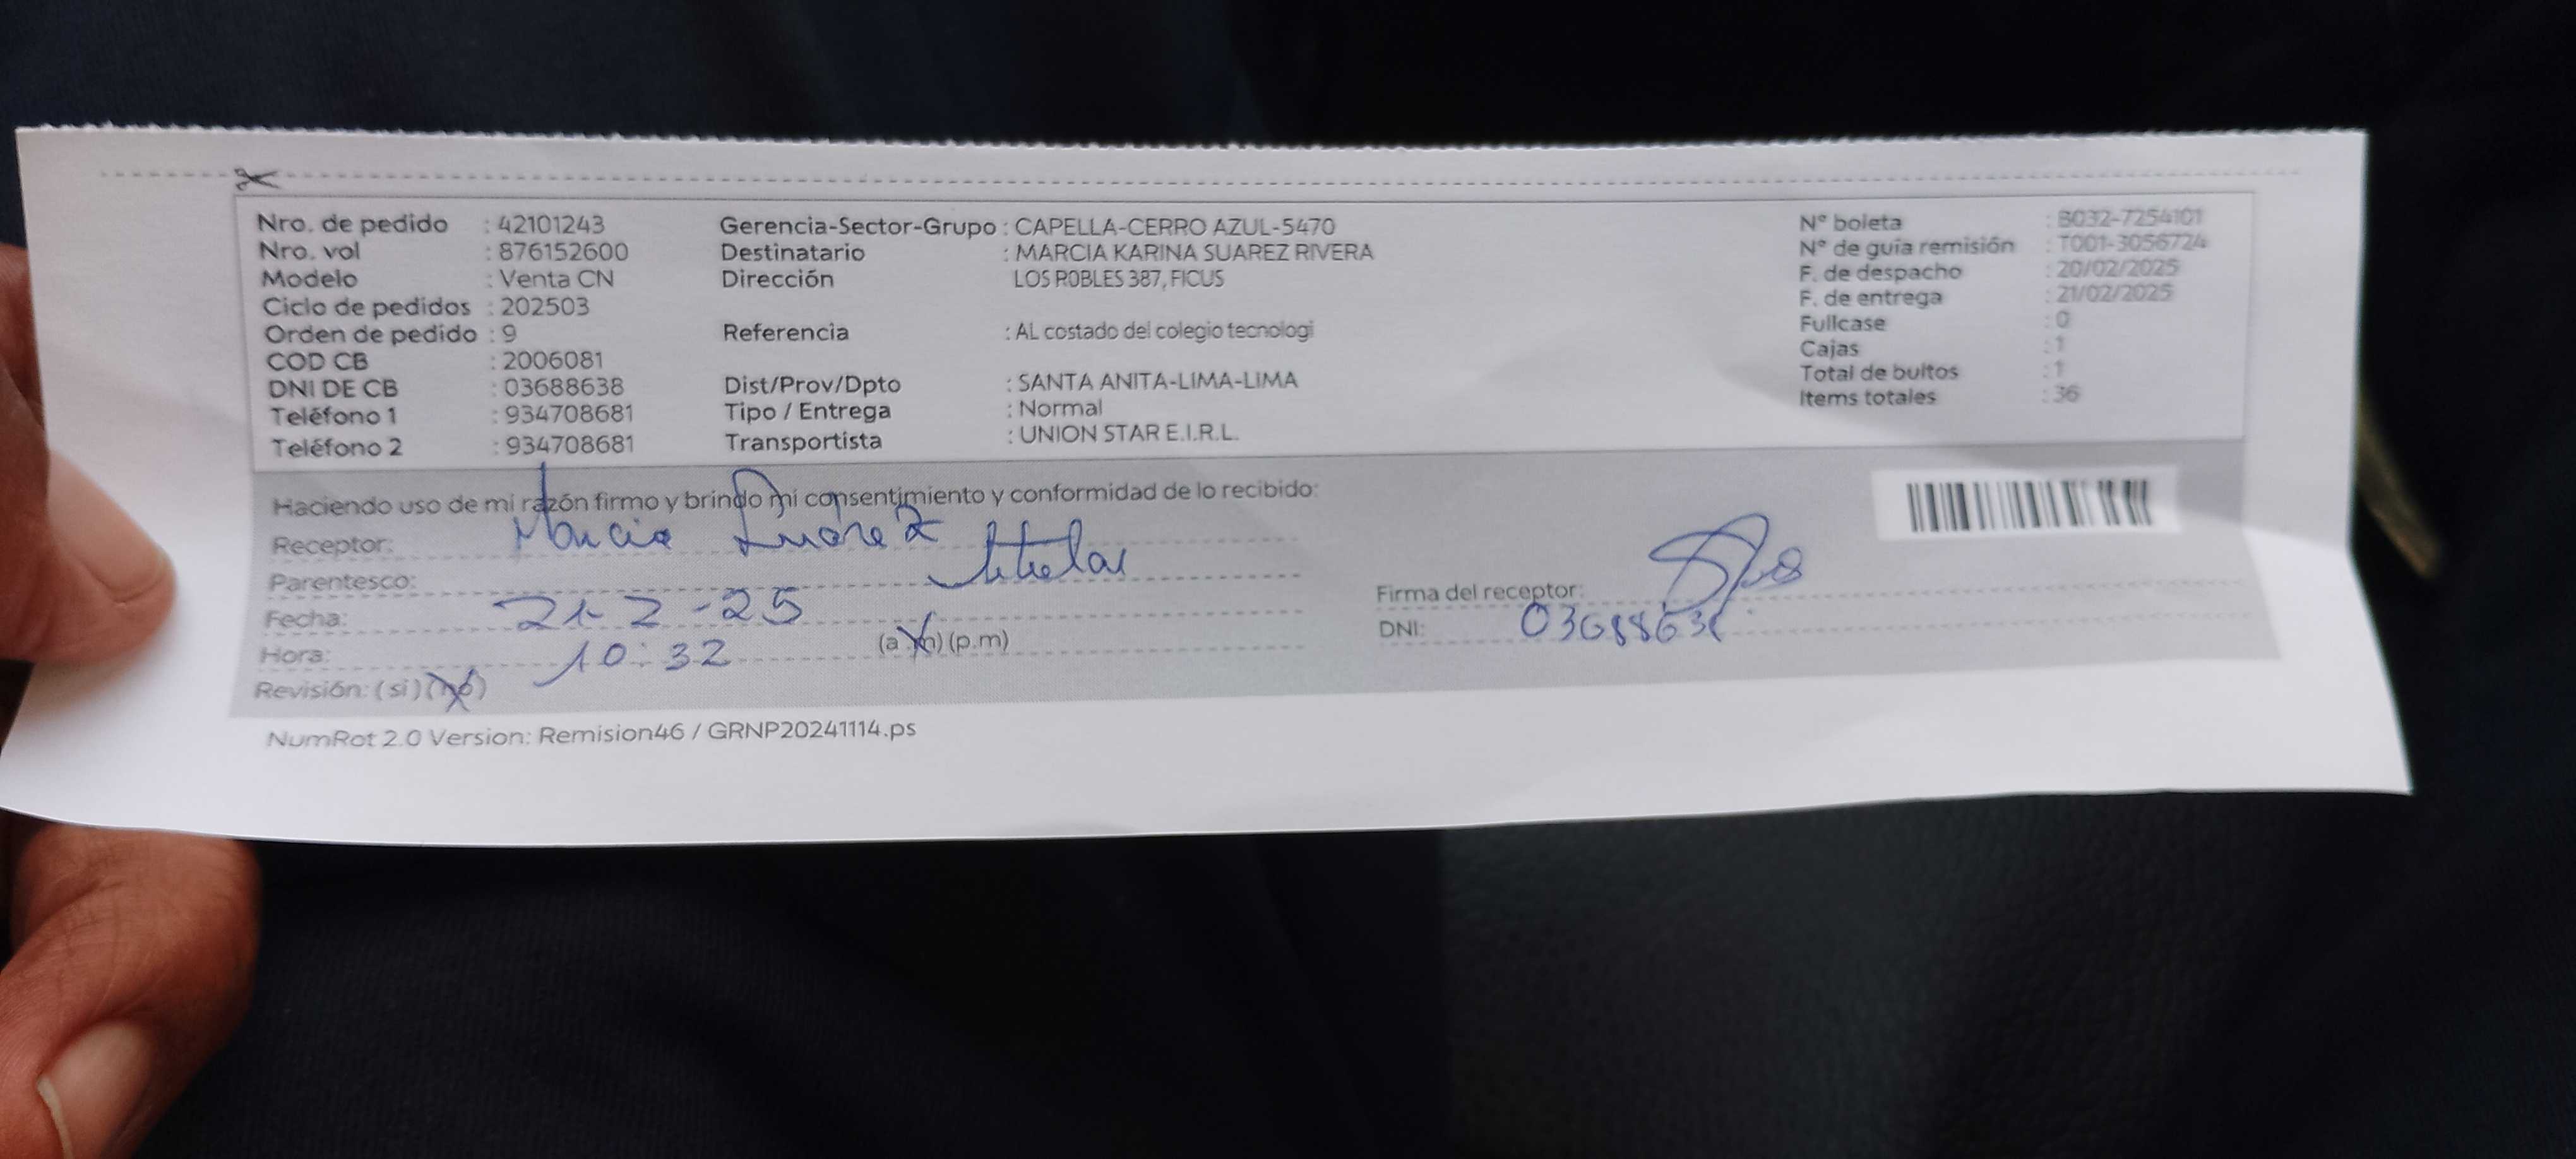 Nro. de pedido : 42101243
Nro. vol : 876152600
Modelo : Venta CN
Ciclo de pedidos : 202503
Orden de pedido : 9
COD CB : 2006081
DNI DE CB : 03688638
Teléfono 1 : 934708681
Teléfono 2 : 934708681
Gerencia-Sector-Grupo : CAPELLA-CERRO AZUL-5470
Destinatario : MARCIA KARINA SUAREZ RIVERA
Dirección LOS ROBLES 387, FICUS
Referencia : AL costado del colegio tecnologi
Dist/Prov/Dpto : SANTA ANITA-LIMA-LIMA
Tipo / Entrega : Normal
Transportista : UNION STAR E.I.R.L.
N° boleta : B032-7254101
N° de guía remisión : T001-3056724
F. de despacho : 20/02/2025
F. de entrega : 21/02/2025
Fullcase : 0
Cajas : 1
Total de bultos : 1
Items totales : 36
Haciendo uso de mi razón firmo y brindo mi consentimiento y conformidad de lo recibido:
Receptor: Marcia Suarez
Parentesco: titular
Fecha: 21-2-25
Hora: 10:32 (a.m) (p.m)
Revisión: (si) (no)
Firma del receptor:
DNI: 03688638
NumRot 2.0 Version: Remision46 / GRNP20241114.ps